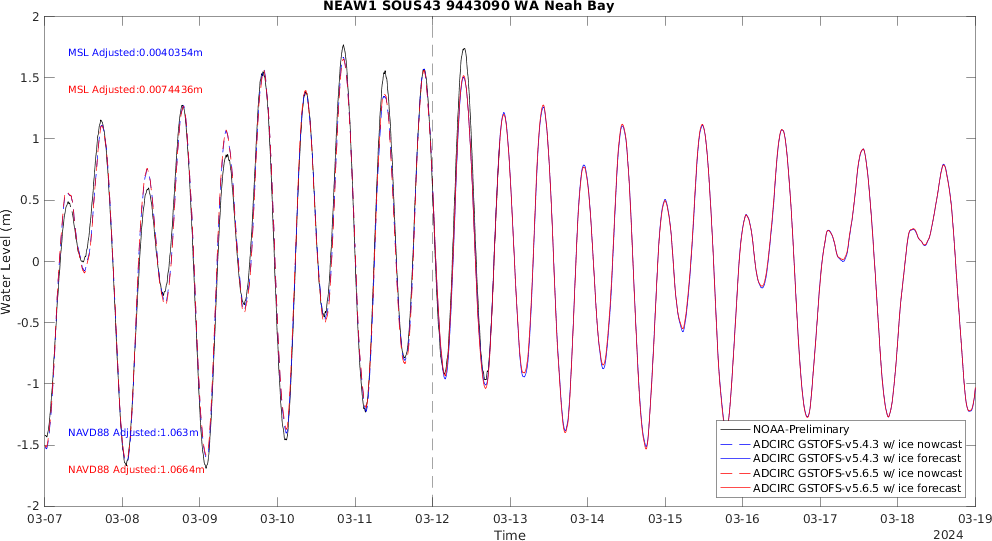 NEAW1 SOUS43 9443090 WA Neah Bay
2
1.5
1
0.5
0
-0.5
-1
-1.5
-2
Water Level (m)
MSL Adjusted:0.0040354m
MSL Adjusted:0.0074436m
NAVD88 Adjusted:1.063m
NAVD88 Adjusted:1.0664m
NOAA-Preliminary
ADCIRC GSTOFS-v5.4.3 w/ ice nowcast
ADCIRC GSTOFS-v5.4.3 w/ ice forecast
ADCIRC GSTOFS-v5.6.5 w/ ice nowcast
ADCIRC GSTOFS-v5.6.5 w/ ice forecast
03-07 03-08 03-09 03-10 03-11 03-12 03-13 03-14 03-15 03-16 03-17 03-18 03-19
Time
2024